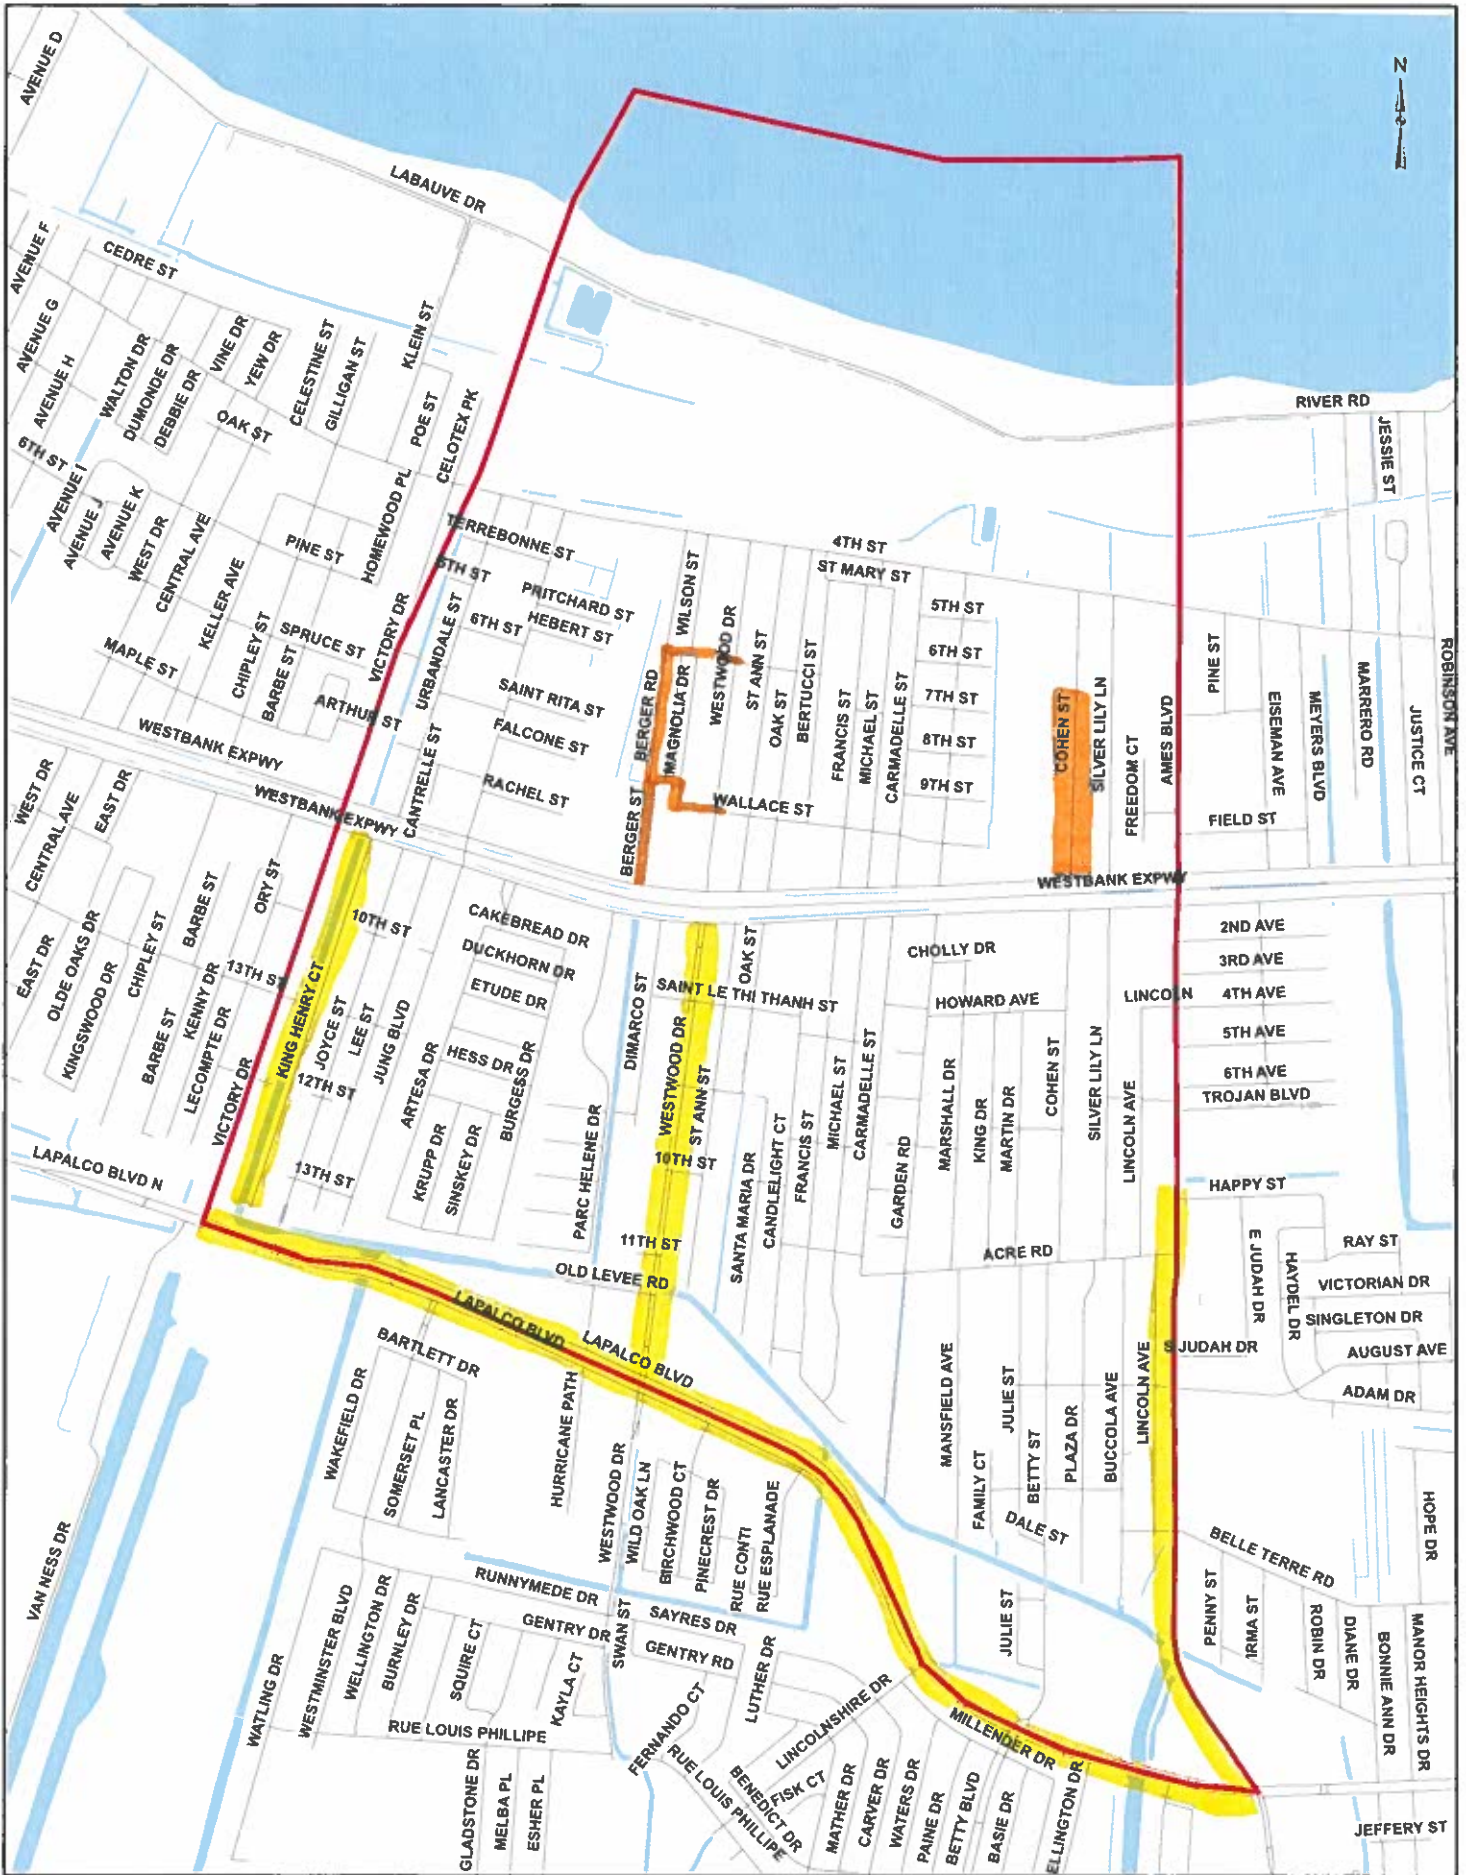 AVENUE D
N
LABAUVE DR
AVENUE F
CEDRE ST
AVENUE G
KLEIN ST
VINE DR
YEW DR
CELESTINE ST
GILLIGAN ST
WALTON DR
DUMONDE DR
DEBBIE DR
AVENUE H
OAK ST
POE ST
CELOTEX PK
RIVER RD
JESSIE ST
6TH ST
AVENUE I
AVENUE J
AVENUE K
WEST DR
CENTRAL AVE
PINE ST
HOMEWOOD PL
TERREBONNE ST
5TH ST
PRITCHARD ST
HEBERT ST
6TH ST
WILSON ST
4TH ST
ST MARY ST
5TH ST
6TH ST
7TH ST
8TH ST
9TH ST
KELLER AVE
CHIPLEY ST
SPRUCE ST
BARBE ST
MAPLE ST
ARTHUR ST
VICTORY DR
URBANDALE ST
SAINT RITA ST
FALCONE ST
RACHEL ST
CANTRELLE ST
BERGER RD
MAGNOLIA DR
WESTWOOD DR
ST ANN ST
OAK ST
BERTUCCI ST
FRANCIS ST
MICHAEL ST
CARMADELLE ST
COHEN ST
SILVER LILY LN
FREEDOM CT
AMES BLVD
PINE ST
EISEMAN AVE
MEYERS BLVD
MARRERO RD
JUSTICE CT
ROBINSON AVE
WALLACE ST
BERGER ST
FIELD ST
WESTBANK EXPWY
WESTBANK EXPWY
WESTBANK EXPWY
WEST DR
CENTRAL AVE
EAST DR
EAST DR
OLDE OAKS DR
KINGSWOOD DR
CHIPLEY ST
BARBE ST
ORY ST
10TH ST
13TH ST
BARBE ST
KENNY DR
LECOMPTE DR
VICTORY DR
KING HENRY CT
JOYCE ST
LEE ST
JUNG BLVD
12TH ST
13TH ST
CAKEBREAD DR
DUCKHORN DR
ETUDE DR
HESS DR
ARTESA DR
BURGESS DR
KRUPP DR
SINSKEY DR
PARC HELENE DR
DIMARCO ST
OAK ST
SAINT LE THI THANH ST
WESTWOOD DR
ST ANN ST
10TH ST
11TH ST
SANTA MARIA DR
CANDLELIGHT CT
FRANCIS ST
MICHAEL ST
CARMADELLE ST
CHOLLY DR
HOWARD AVE
GARDEN RD
MARSHALL DR
KING DR
MARTIN DR
COHEN ST
SILVER LILY LN
LINCOLN AVE
LINCOLN
2ND AVE
3RD AVE
4TH AVE
5TH AVE
6TH AVE
TROJAN BLVD
HAPPY ST
ACRE RD
E JUDAH DR
HAYDEL DR
RAY ST
VICTORIAN DR
SINGLETON DR
AUGUST AVE
ADAM DR
S JUDAH DR
LAPALCO BLVD N
OLD LEVEE RD
LAPALCO BLVD
LAPALCO BLVD
BARTLETT DR
WAKEFIELD DR
SOMERSET PL
LANCASTER DR
HURRICANE PATH
WESTWOOD DR
WILD OAK LN
BIRCHWOOD CT
PINECREST DR
RUE CONTI
RUE ESPLANADE
MANSFIELD AVE
FAMILY CT
JULIE ST
BETTY ST
PLAZA DR
BUCCOLA AVE
LINCOLN AVE
DALE ST
BELLE TERRE RD
HOPE DR
VAN NESS DR
RUNNYMEDE DR
GENTRY DR
SAYRES DR
GENTRY RD
SWAN ST
LUTHER DR
JULIE ST
PENNY ST
IRMA ST
ROBIN DR
DIANE DR
BONNIE ANN DR
MANOR HEIGHTS DR
WATLING DR
WESTMINSTER BLVD
WELLINGTON DR
BURNLEY DR
SQUIRE CT
KAYLA CT
RUE LOUIS PHILLIPE
GLADSTONE DR
MELBA PL
ESHER PL
FERNANDO CT
RUE LOUIS PHILLIPE
BENEDICT DR
FISK CT
LINCOLNSHIRE DR
MILLENDER DR
MATHER DR
CARVER DR
WATERS DR
PAINE DR
BETTY BLVD
BASIE DR
ELLINGTON DR
JEFFERY ST